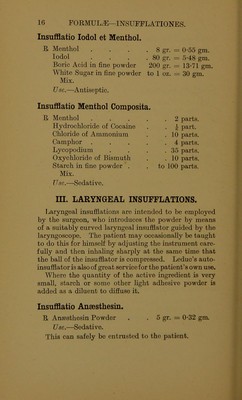 16 FORMULÆ—INSUFFLATIONES.
Insufflatio Iodol et Menthol.
R Menthol . . . . 8 gr. = 0·55 gm.
Iodol . . . . 80 gr. = 5·48 gm.
Boric Acid in fine powder 200 gr. = 13·71 gm.
White Sugar in fine powder to 1 oz. = 30 gm.
Mix.
Use.—Antiseptic.
Insufflatio Menthol Composita.
R Menthol . . . . 2 parts.
Hydrochloride of Cocaine . . ½ part.
Chloride of Ammonium . . 10 parts.
Camphor . . . . 4 parts.
Lycopodium . . . 35 parts.
Oxychloride of Bismuth . . 10 parts.
Starch in fine powder . . to 100 parts.
Mix.
Use.—Sedative.
III. LARYNGEAL INSUFFLATIONS.
Laryngeal insufflations are intended to be employed
by the surgeon, who introduces the powder by means
of a suitably curved laryngeal insufflator guided by the
laryngoscope. The patient may occasionally be taught
to do this for himself by adjusting the instrument care-
fully and then inhaling sharply at the same time that
the ball of the insufflator is compressed. Leduc's auto-
insufflator is also of great service for the patient's own use.
Where the quantity of the active ingredient is very
small, starch or some other light adhesive powder is
added as a diluent to diffuse it.
Insufflatio Anæsthesin.
R Anæsthesin Powder . . 5 gr. = 0·32 gm.
Use.—Sedative.
This can safely be entrusted to the patient.